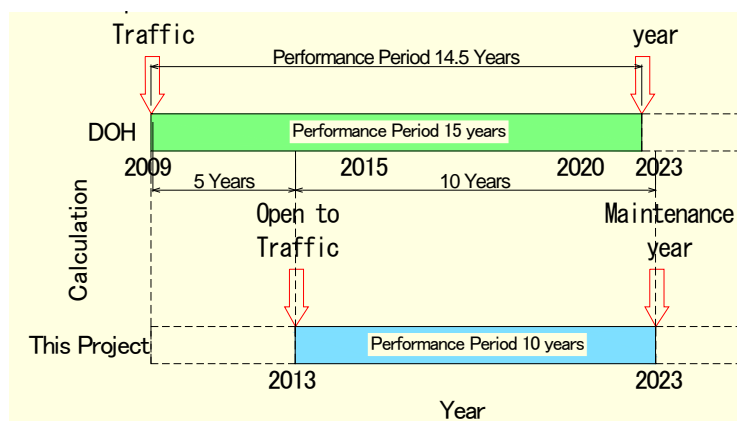 Traffic
year
Performance Period 14.5 Years
DOH
Performance Period 15 years
2009
2015
2020
2023
5 Years
10 Years
Open to
Traffic
Maintenance
year
Calculation
This Project
Performance Period 10 years
2013
2023
Year